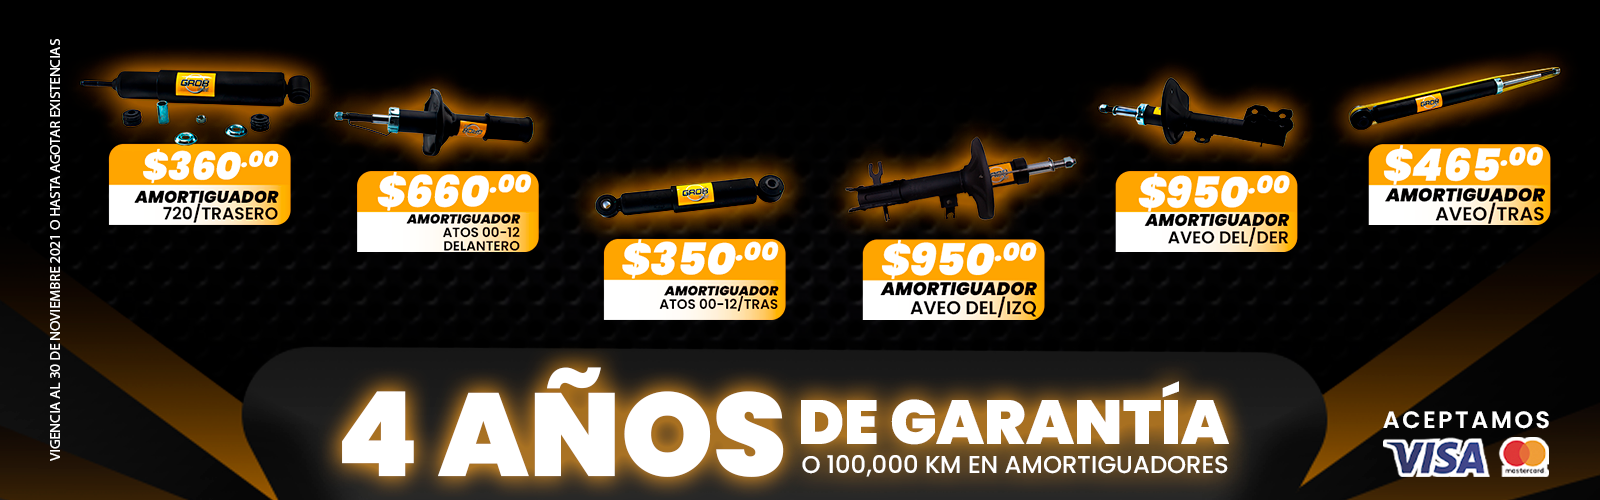 VIGENCIA AL 30 DE NOVIEMBRE 2021 O HASTA AGOTAR EXISTENCIAS
GROB
$360.00
AMORTIGUADOR
720/TRASERO
$660.00
AMORTIGUADOR
ATOS 00-12
DELANTERO
GROB
$350.00
AMORTIGUADOR
ATOS 00-12/TRAS
$950.00
AMORTIGUADOR
AVEO DEL/IZQ
$950.00
AMORTIGUADOR
AVEO DEL/DER
GROB
$465.00
AMORTIGUADOR
AVEO/TRAS
4 AÑOS DE GARANTÍA
O 100,000 KM EN AMORTIGUADORES
ACEPTAMOS
VISA
mastercard